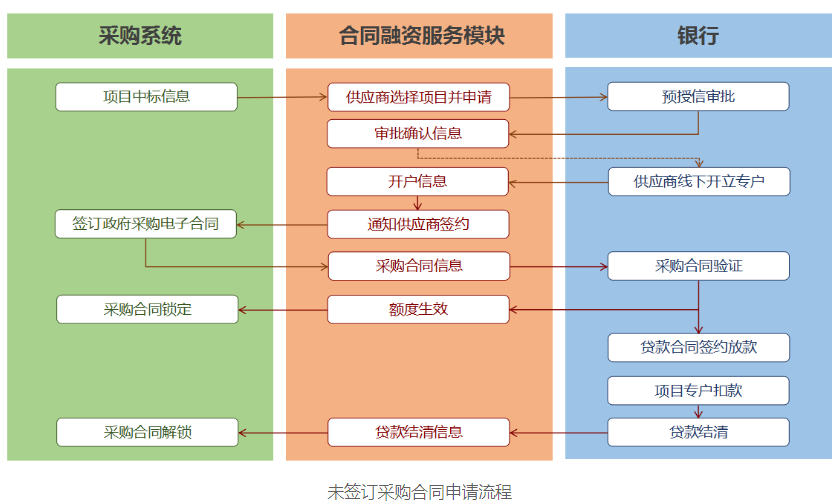 采购系统 合同融资服务模块 银行
项目中标信息 供应商选择项目并申请 预授信审批
审批确认信息
开户信息 供应商线下开立专户
签订政府采购电子合同 通知供应商签约
采购合同信息 采购合同验证
采购合同锁定 额度生效
贷款合同签约放款
项目专户扣款
采购合同解锁 贷款结清信息 贷款结清
未签订采购合同申请流程